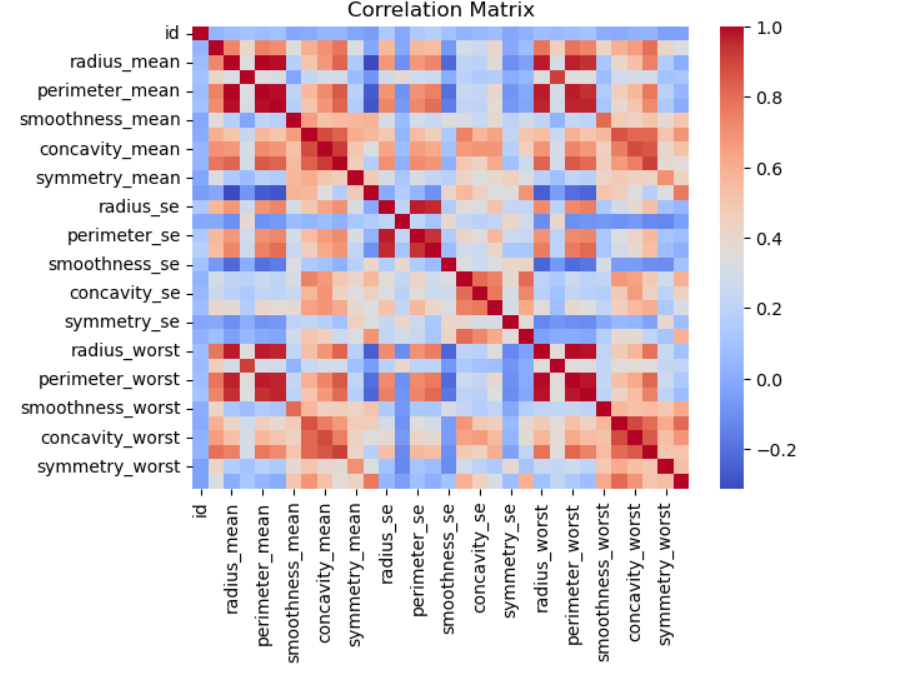 Correlation Matrix
id
radius_mean
perimeter_mean
smoothness_mean
concavity_mean
symmetry_mean
radius_se
perimeter_se
smoothness_se
concavity_se
symmetry_se
radius_worst
perimeter_worst
smoothness_worst
concavity_worst
symmetry_worst
id
radius_mean
perimeter_mean
smoothness_mean
concavity_mean
symmetry_mean
radius_se
perimeter_se
smoothness_se
concavity_se
symmetry_se
radius_worst
perimeter_worst
smoothness_worst
concavity_worst
symmetry_worst
1.0
0.8
0.6
0.4
0.2
0.0
−0.2